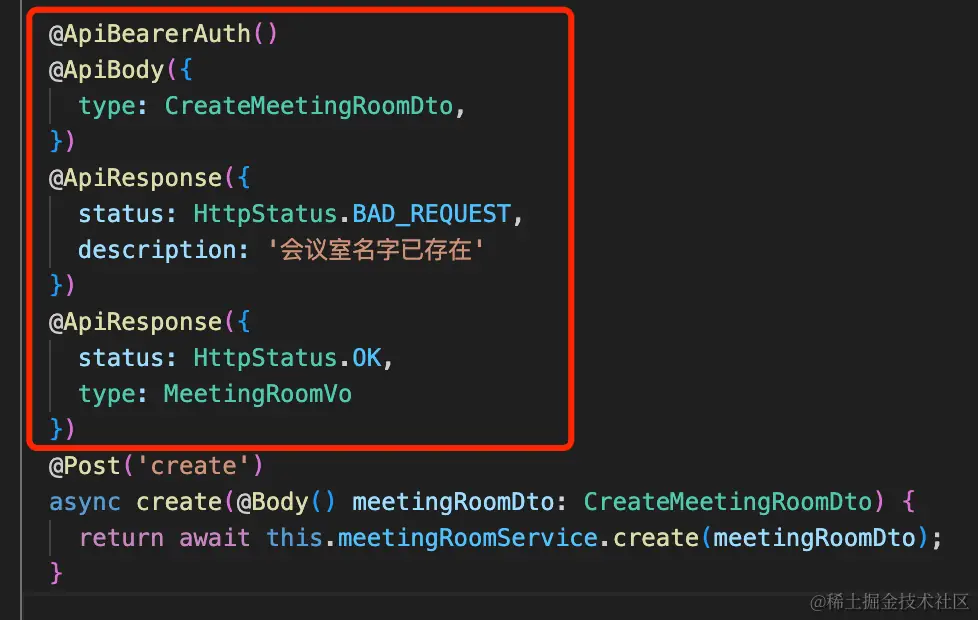 @ApiBearerAuth()
@ApiBody({
  type: CreateMeetingRoomDto,
})
@ApiResponse({
  status: HttpStatus.BAD_REQUEST,
  description: '会议室名字已存在'
})
@ApiResponse({
  status: HttpStatus.OK,
  type: MeetingRoomVo
})
@Post('create')
async create(@Body() meetingRoomDto: CreateMeetingRoomDto) {
  return await this.meetingRoomService.create(meetingRoomDto);
}
@稀土掘金技术社区